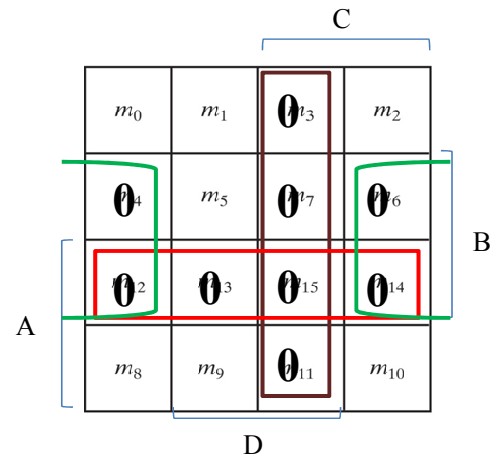 C
m₀ m₁ 0 m₃ m₂
0 m₄ m₅ 0 m₇ 0 m₆
B
0 m₁₂ 0 m₁₃ 0 m₁₅ 0 m₁₄
A
m₈ m₉ 0 m₁₁ m₁₀
D